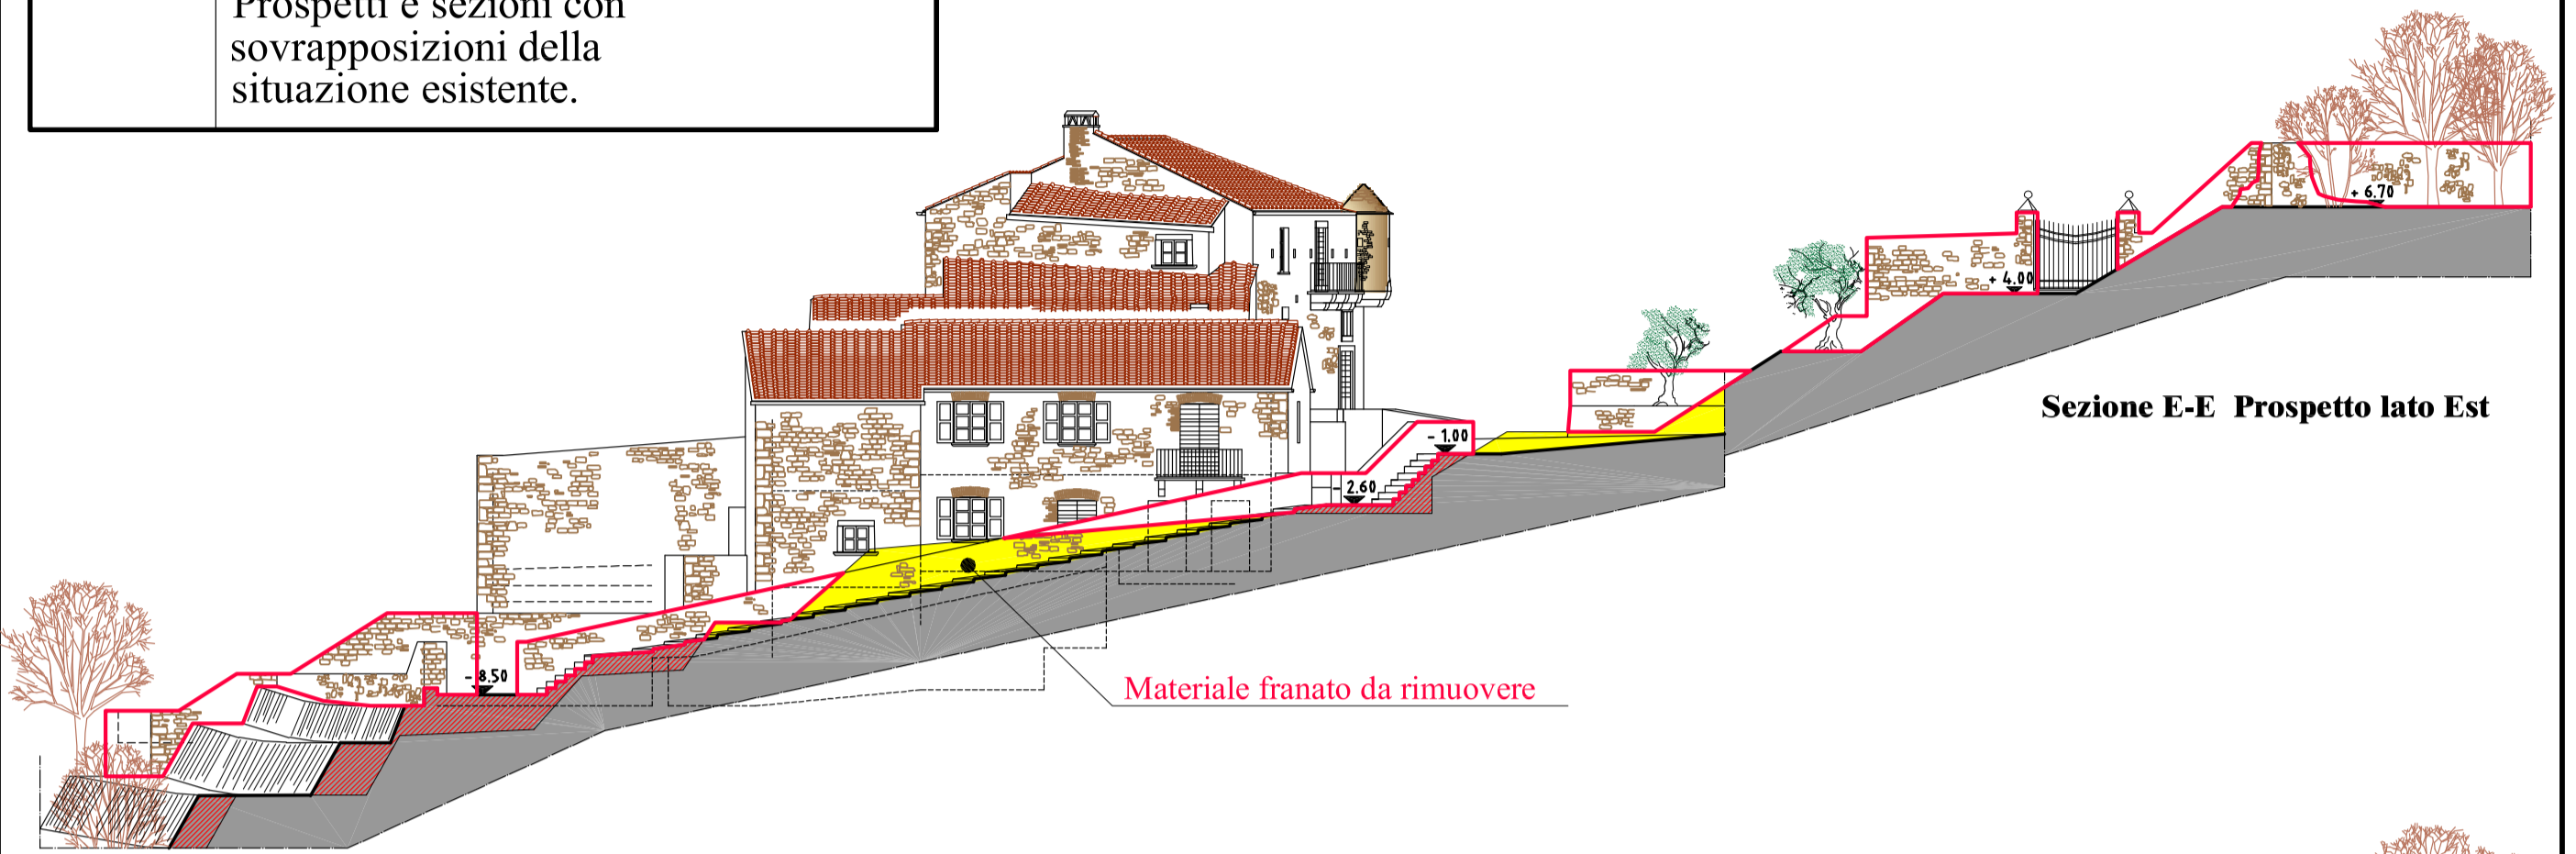 Prospetti e sezioni con
sovrapposizioni della
situazione esistente.
+ 6.70
+ 4.00
Sezione E-E Prospetto lato Est
- 1.00
- 2.60
- 8.50
Materiale franato da rimuovere